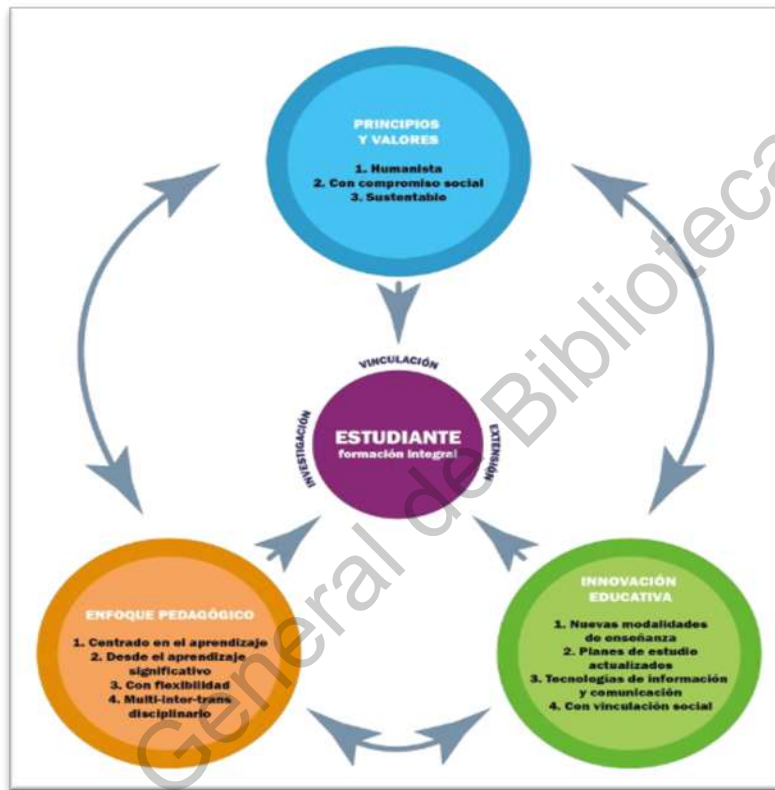 PRINCIPIOS
Y VALORES
1. Humanista
2. Con compromiso social
3. Sustentable
VINCULACIÓN
INVESTIGACIÓN
EXTENSIÓN
ESTUDIANTE
formación integral
ENFOQUE PEDAGÓGICO
1. Centrado en el aprendizaje
2. Desde el aprendizaje
significativo
3. Con flexibilidad
4. Multi-inter-trans
disciplinario
INNOVACIÓN
EDUCATIVA
1. Nuevas modalidades
de enseñanza
2. Planes de estudio
actualizados
3. Tecnologías de información
y comunicación
4. Con vinculación social
General de Biblioteca